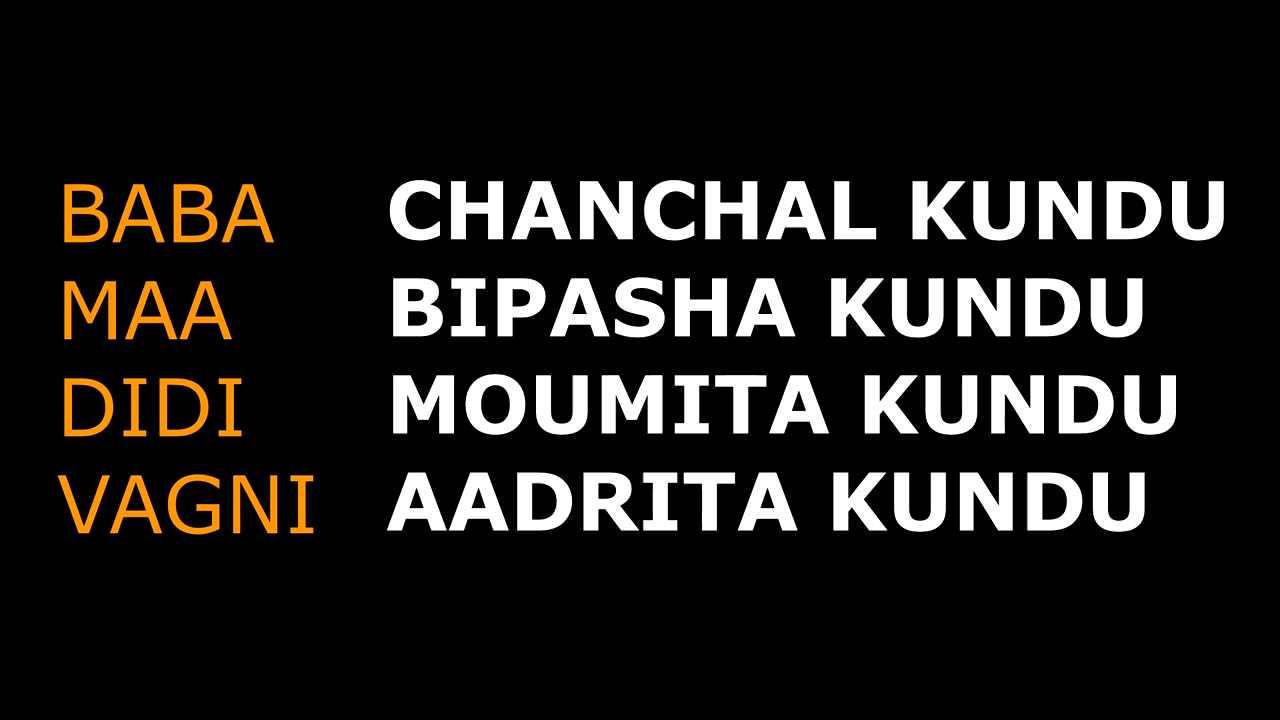 BABA CHANCHAL KUNDU
MAA BIPASHA KUNDU
DIDI MOUMITA KUNDU
VAGNI AADRITA KUNDU